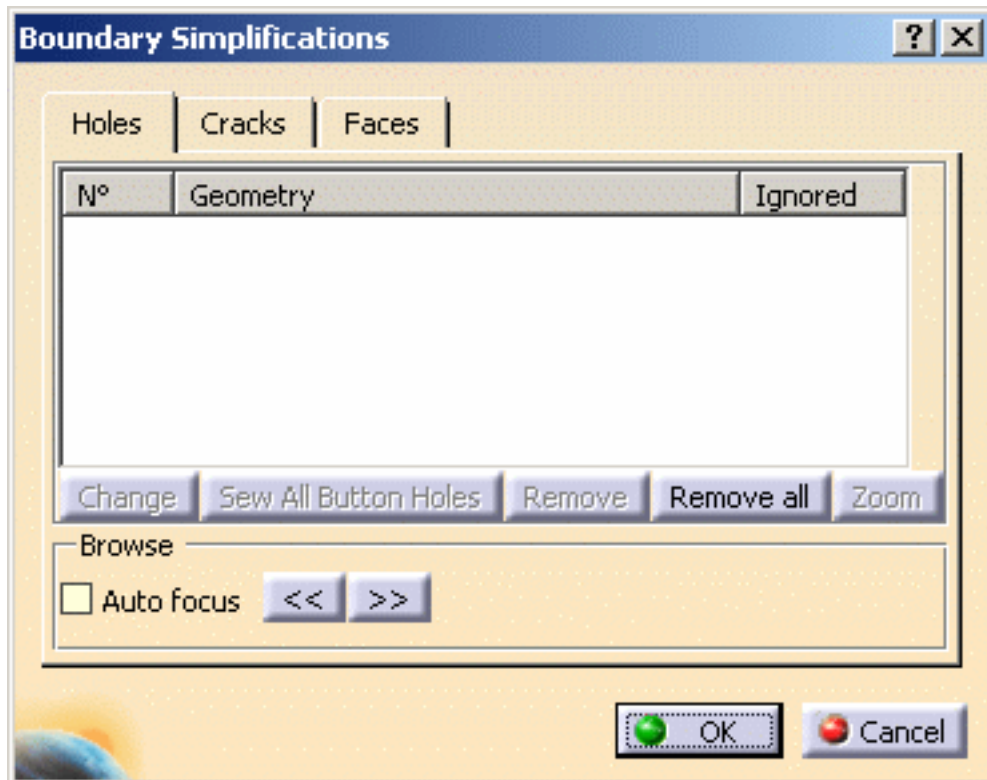 Boundary Simplifications ? X
Holes Cracks Faces
N° Geometry Ignored
Change Sew All Button Holes Remove Remove all Zoom
Browse
Auto focus << >>
OK Cancel